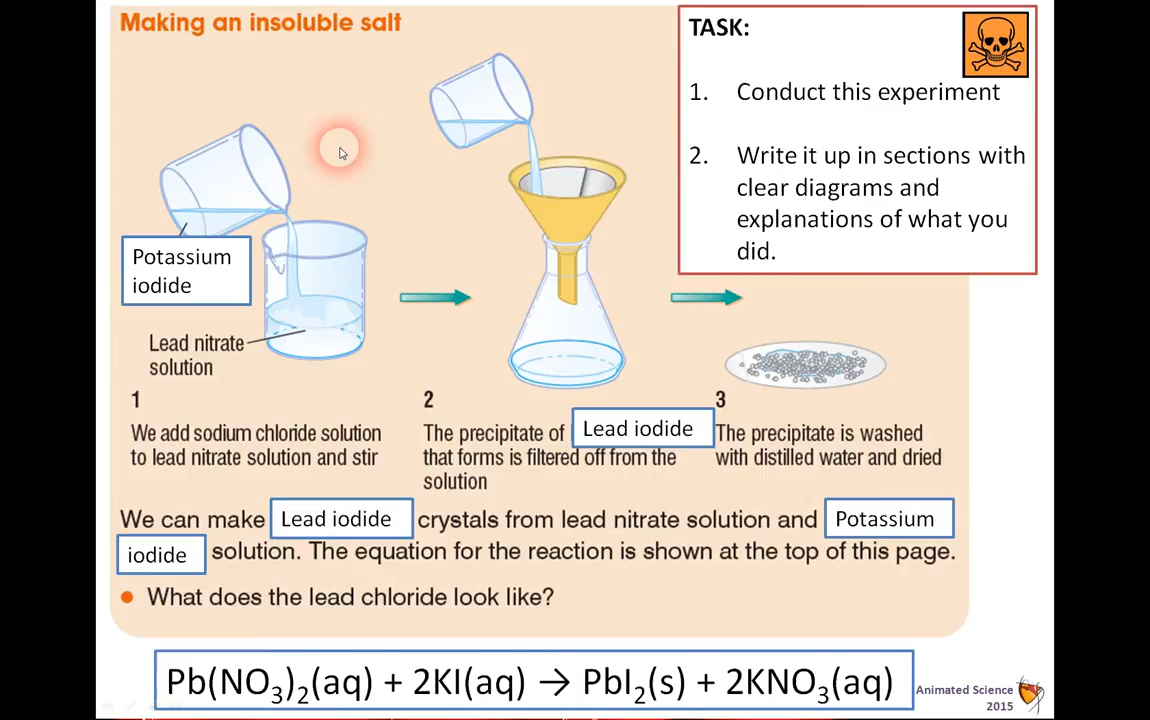 Making an insoluble salt
TASK:
1. Conduct this experiment
2. Write it up in sections with
clear diagrams and
explanations of what you
did.
Potassium
iodide
Lead nitrate
solution
1
We add sodium chloride solution
to lead nitrate solution and stir
2
The precipitate of Lead iodide
that forms is filtered off from the
solution
3
The precipitate is washed
with distilled water and dried
We can make Lead iodide crystals from lead nitrate solution and Potassium
iodide solution. The equation for the reaction is shown at the top of this page.
• What does the lead chloride look like?
Pb(NO₃)₂(aq) + 2KI(aq) → PbI₂(s) + 2KNO₃(aq)
Animated Science
2015